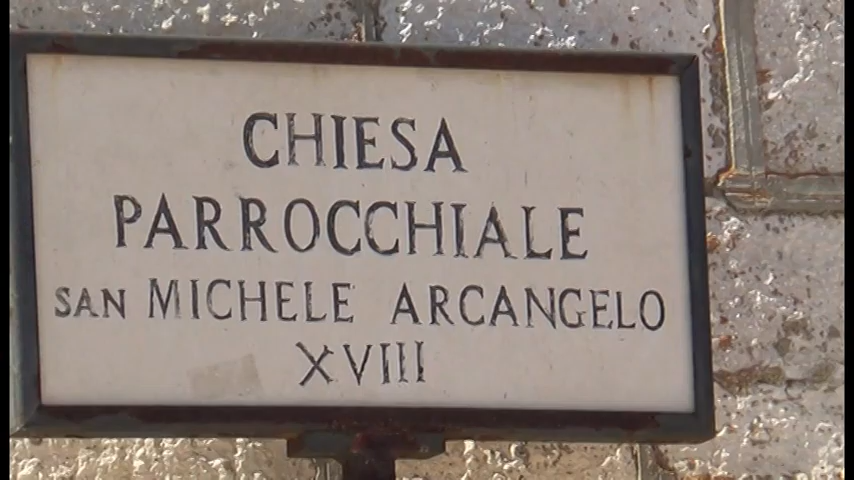 CHIESA
PARROCCHIALE
SAN MICHELE ARCANGELO
XVIII